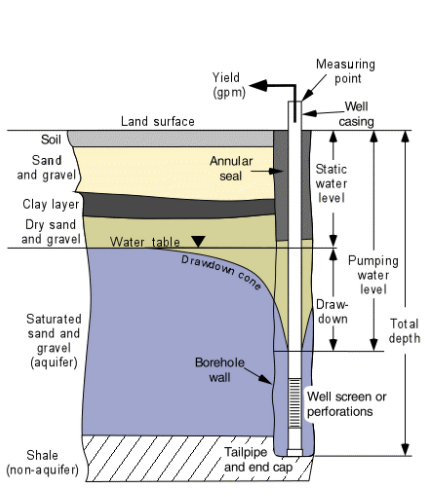 Measuring
point
Yield
(gpm)
Well
casing
Land surface
Soil
Sand
and gravel
Annular
seal
Static
water
level
Clay layer
Dry sand
and gravel
Water table
Drawdown cone
Pumping
water
level
Draw-
down
Total
depth
Saturated
sand and
gravel
(aquifer)
Borehole
wall
Well screen or
perforations
Shale
(non-aquifer)
Tailpipe
and end cap